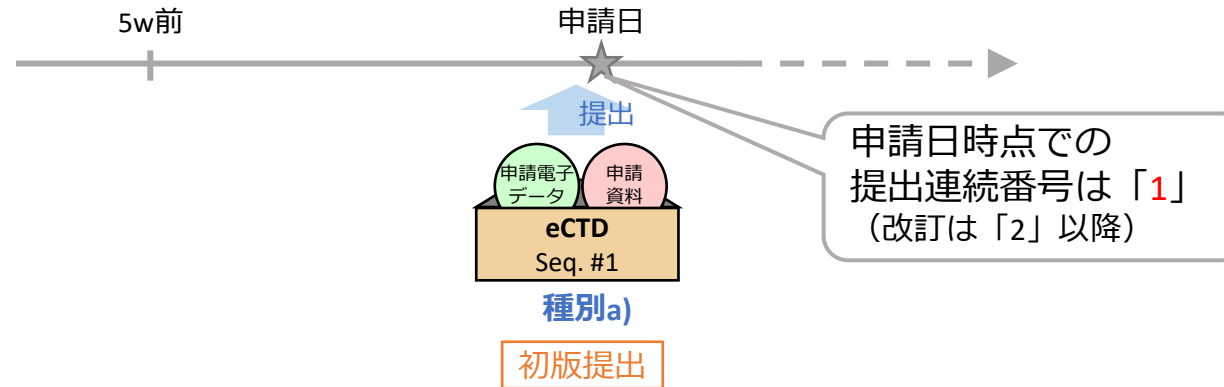 5w前
申請日
提出
申請電子
データ
申請
資料
eCTD
Seq. #1
種別a)
初版提出
申請日時点での
提出連続番号は「1」
（改訂は「2」以降）